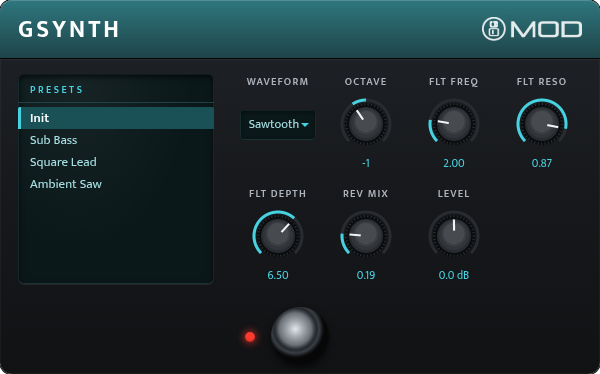 GSYNTH
MOD
PRESETS
Init
Sub Bass
Square Lead
Ambient Saw
WAVEFORM
OCTAVE
FLT FREQ
FLT RESO
Sawtooth
-1
2.00
0.87
FLT DEPTH
REV MIX
LEVEL
6.50
0.19
0.0 dB